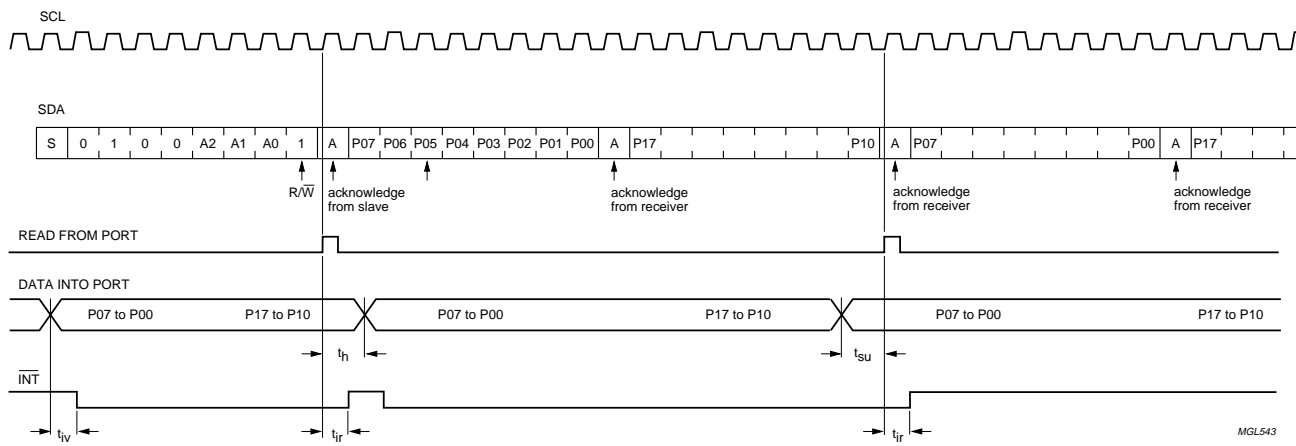 SCL
SDA
S 0 1 0 0 A2 A1 A0 1 A P07 P06 P05 P04 P03 P02 P01 P00 A P17 P10 A P07 P00 A P17
R/W̅ acknowledge from slave
acknowledge from receiver
acknowledge from receiver
acknowledge from receiver
READ FROM PORT
DATA INTO PORT
P07 to P00 P17 to P10 P07 to P00 P17 to P10 P07 to P00 P17 to P10
th tsu
I̅N̅T̅
tiv tir tir
MGL543